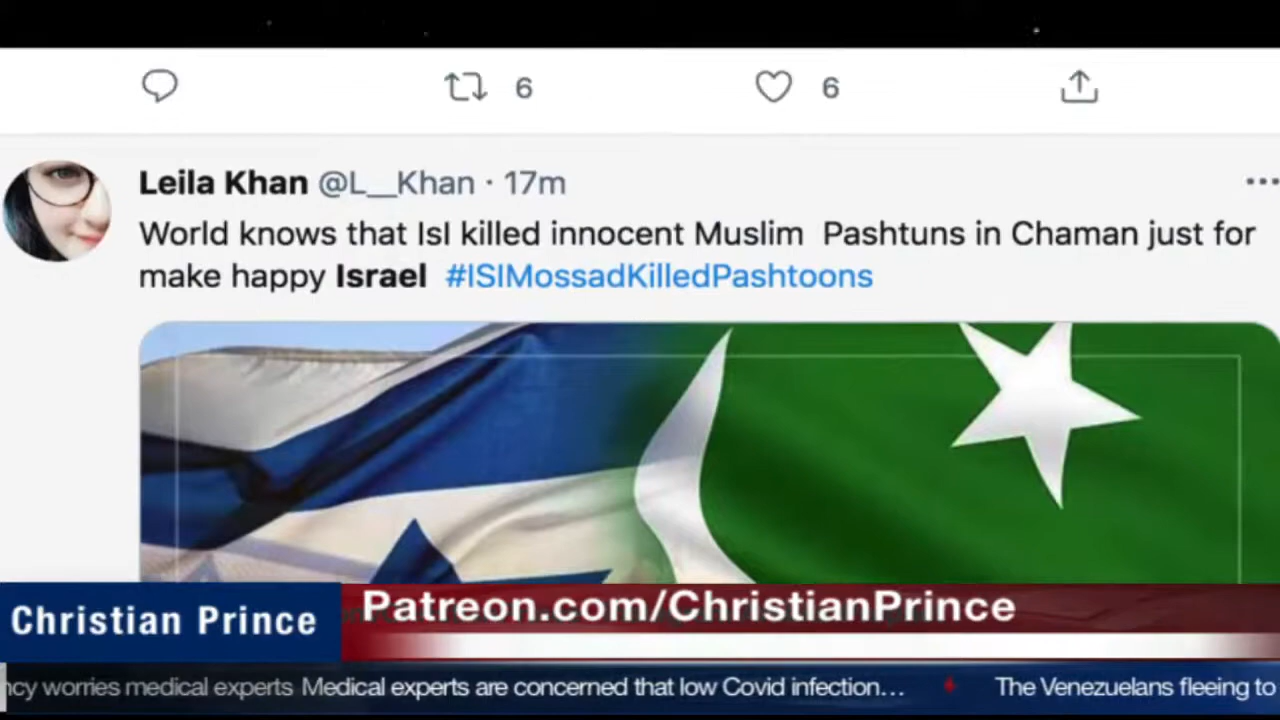 6 6
Leila Khan @L__Khan · 17m
World knows that IsI killed innocent Muslim Pashtuns in Chaman just for
make happy Israel #ISIMossadKilledPashtoons
Christian Prince
Patreon.com/ChristianPrince
ncy worries medical experts Medical experts are concerned that low Covid infection... The Venezuelans fleeing to